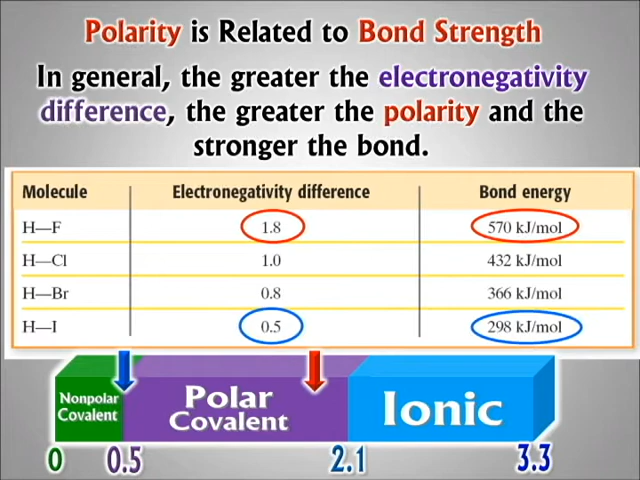 Polarity is Related to Bond Strength
In general, the greater the electronegativity
difference, the greater the polarity and the
stronger the bond.
Molecule Electronegativity difference Bond energy
H—F 1.8 570 kJ/mol
H—Cl 1.0 432 kJ/mol
H—Br 0.8 366 kJ/mol
H—I 0.5 298 kJ/mol
Nonpolar
Covalent
Polar
Covalent
Ionic
0 0.5 2.1 3.3